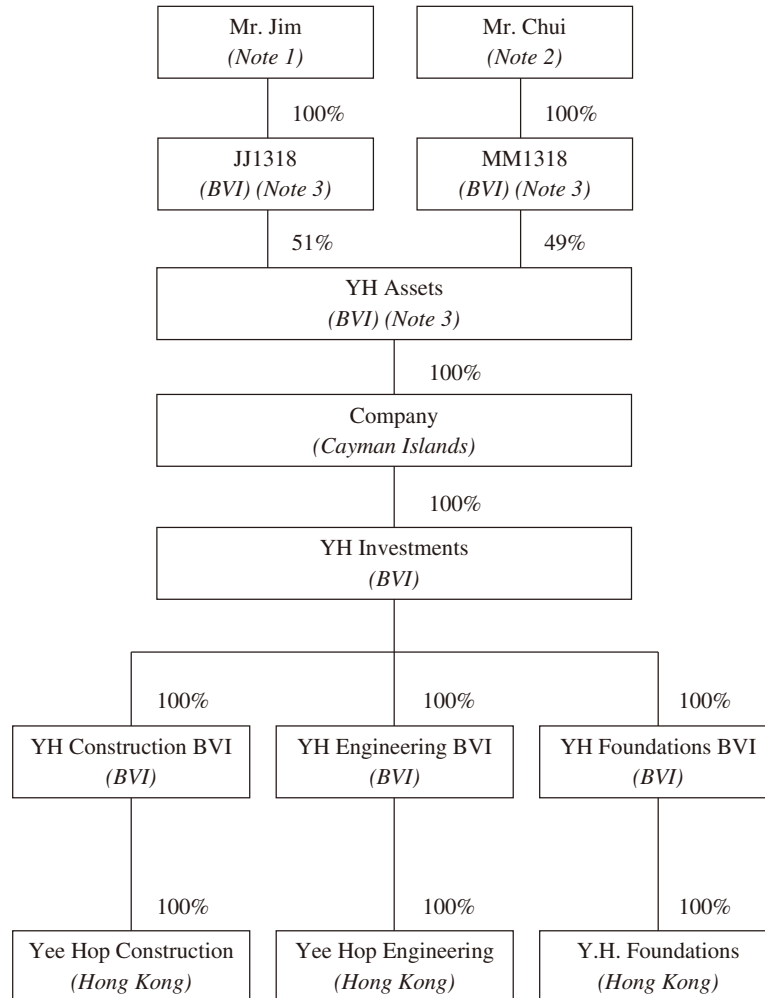 Mr. Jim
(Note 1)
Mr. Chui
(Note 2)
100%
100%
JJ1318
(BVI) (Note 3)
MM1318
(BVI) (Note 3)
51%
49%
YH Assets
(BVI) (Note 3)
100%
Company
(Cayman Islands)
100%
YH Investments
(BVI)
100%
100%
100%
YH Construction BVI
(BVI)
YH Engineering BVI
(BVI)
YH Foundations BVI
(BVI)
100%
100%
100%
Yee Hop Construction
(Hong Kong)
Yee Hop Engineering
(Hong Kong)
Y.H. Foundations
(Hong Kong)